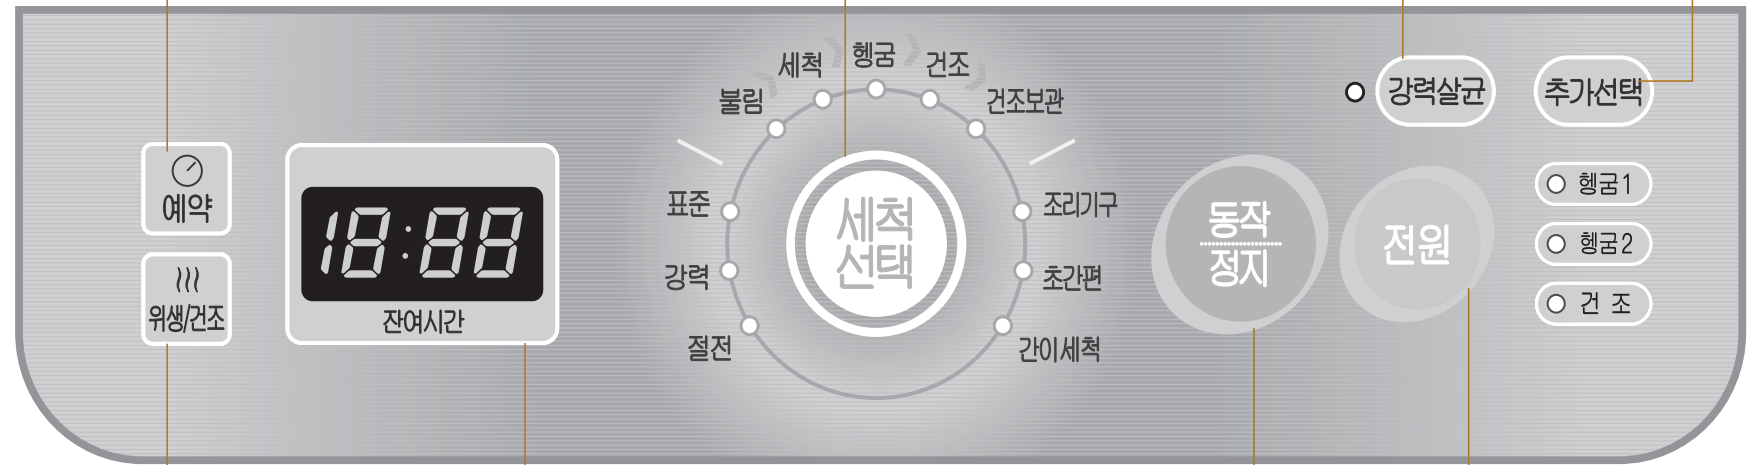 예약
위생/건조
18:88
잔여시간
불림
세척
헹굼
건조
건조보관
표준
강력
절전
조리기구
초간편
간이세척
세척
선택
동작
정지
전원
강력살균
추가선택
헹굼1
헹굼2
건 조